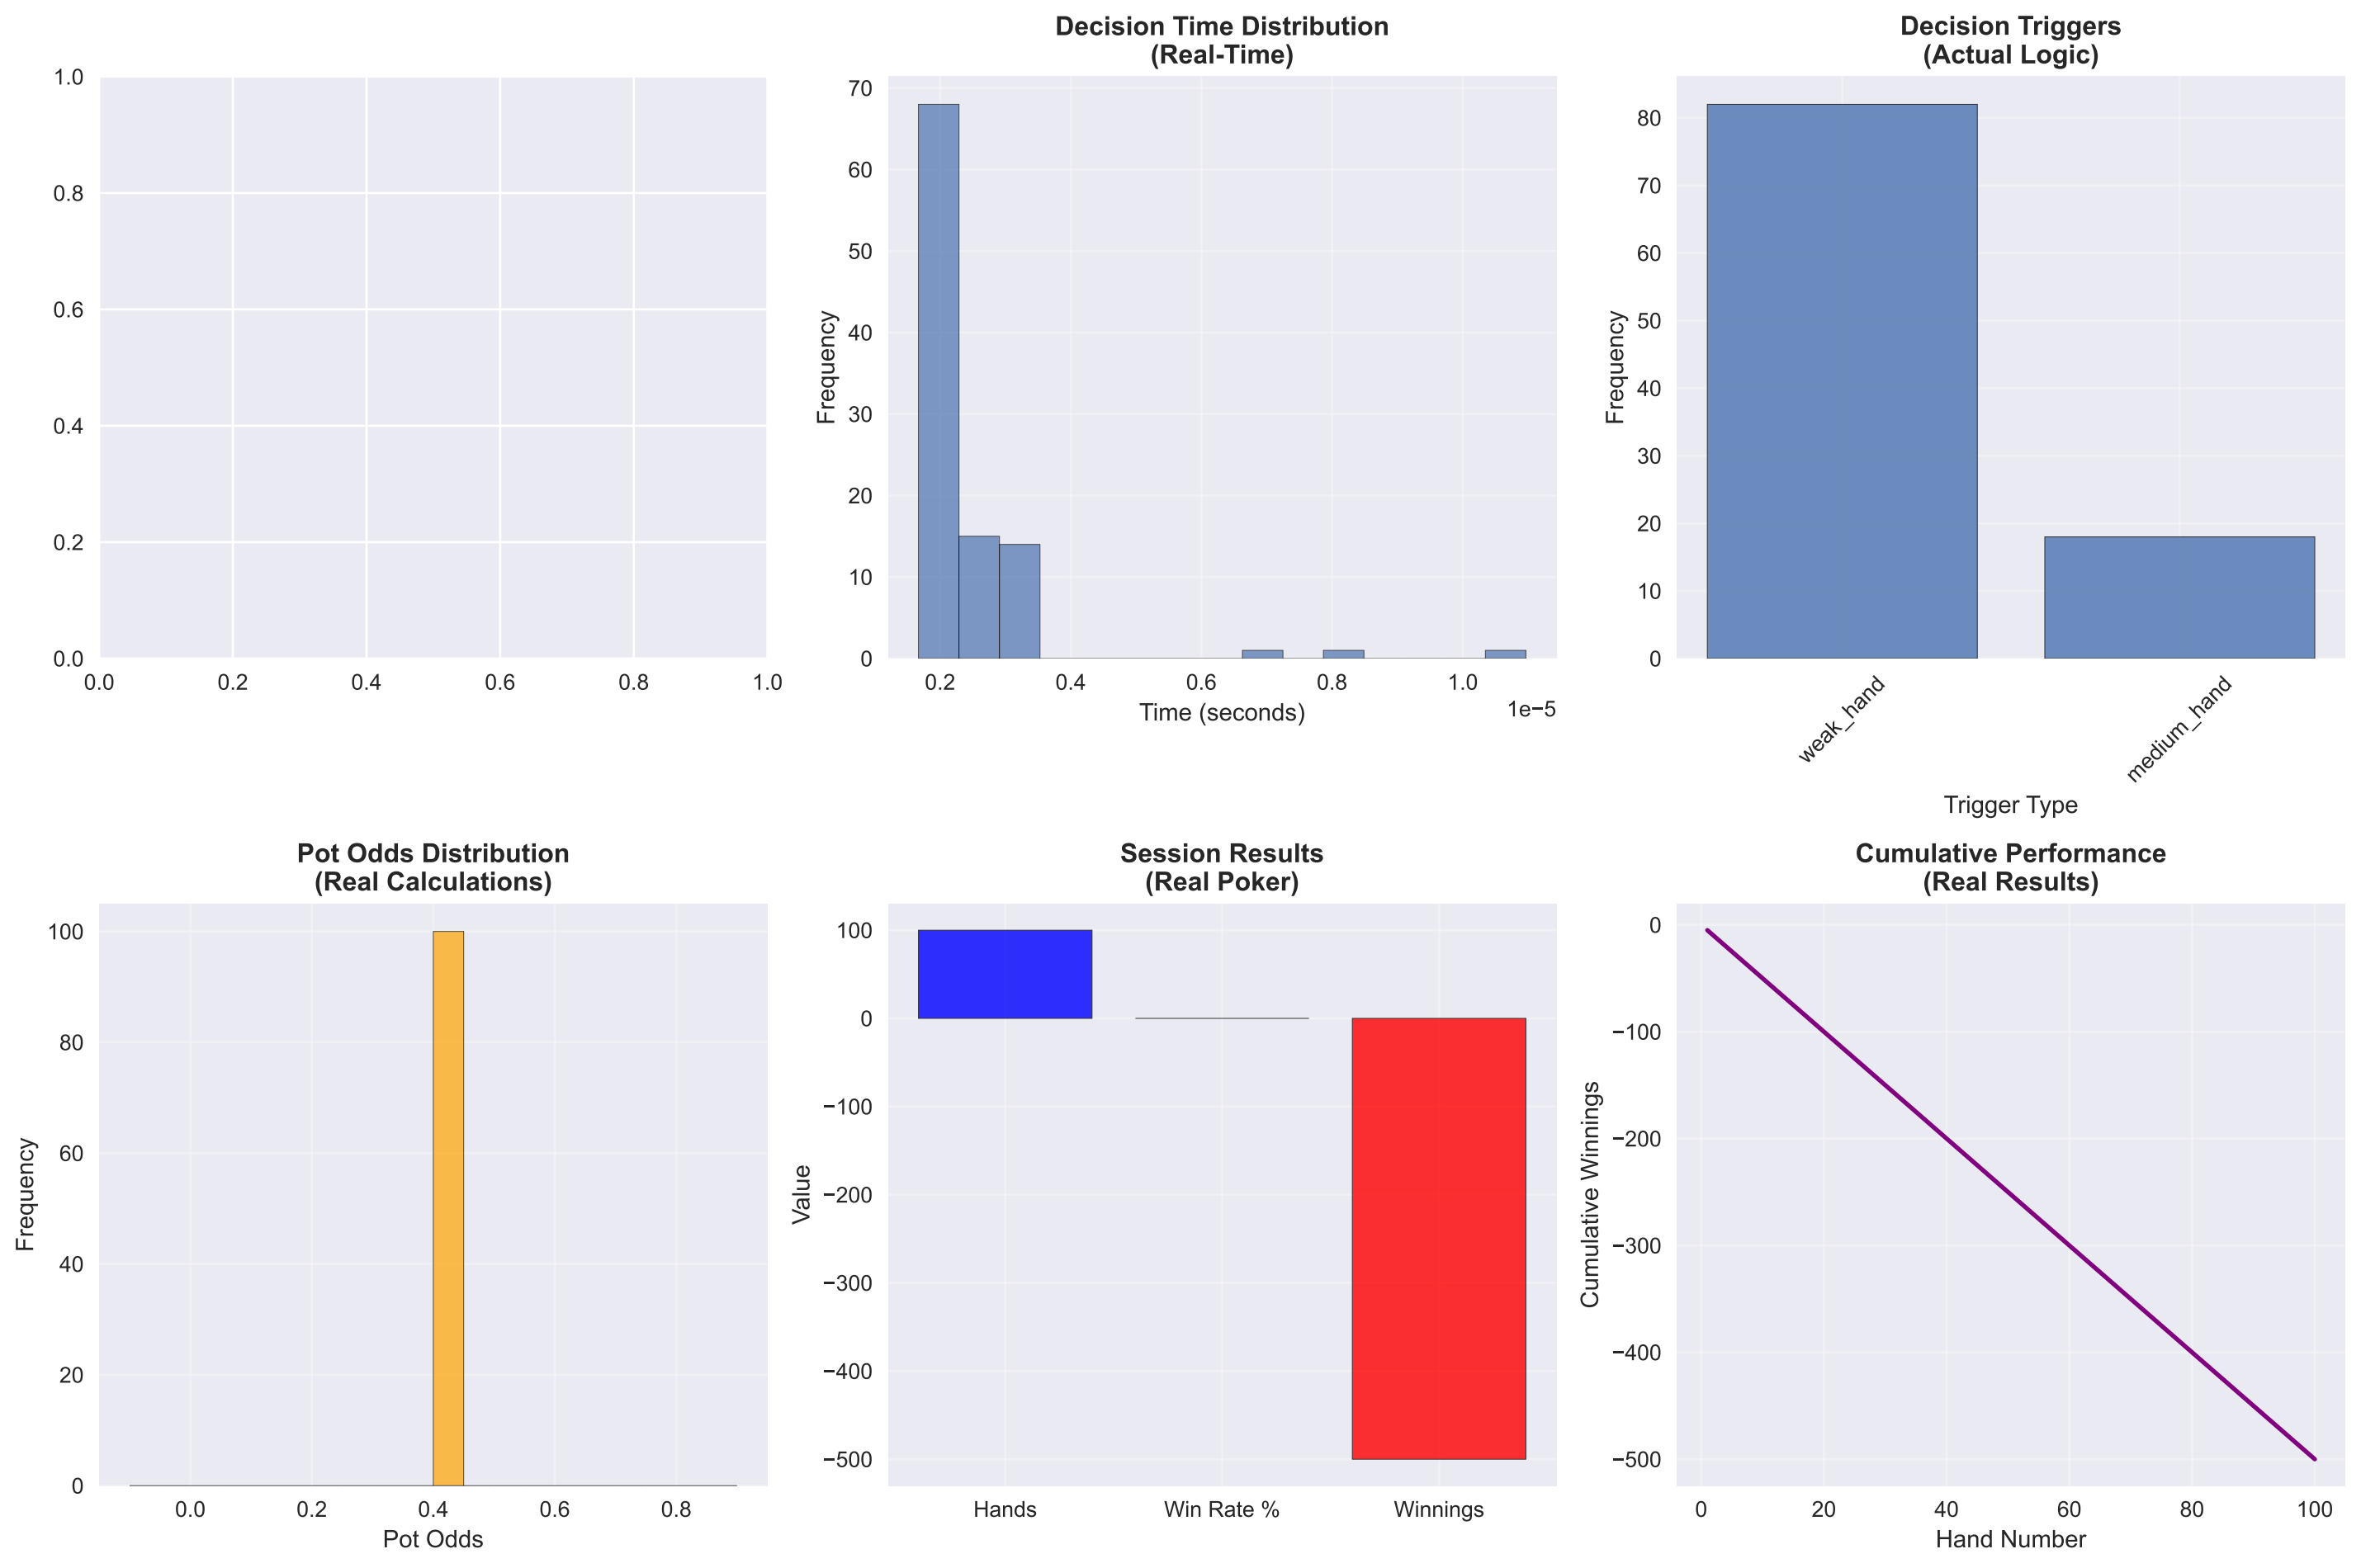 1.0
0.8
0.6
0.4
0.2
0.0
0.0 0.2 0.4 0.6 0.8 1.0
Decision Time Distribution
(Real-Time)
Frequency
70
60
50
40
30
20
10
0
0.2 0.4 0.6 0.8 1.0
1e−5
Time (seconds)
Decision Triggers
(Actual Logic)
Frequency
80
70
60
50
40
30
20
10
0
weak_hand
medium_hand
Trigger Type
Pot Odds Distribution
(Real Calculations)
Frequency
100
80
60
40
20
0
0.0 0.2 0.4 0.6 0.8
Pot Odds
Session Results
(Real Poker)
Value
100
0
−100
−200
−300
−400
−500
Hands Win Rate % Winnings
Cumulative Performance
(Real Results)
Cumulative Winnings
0
−100
−200
−300
−400
−500
0 20 40 60 80 100
Hand Number